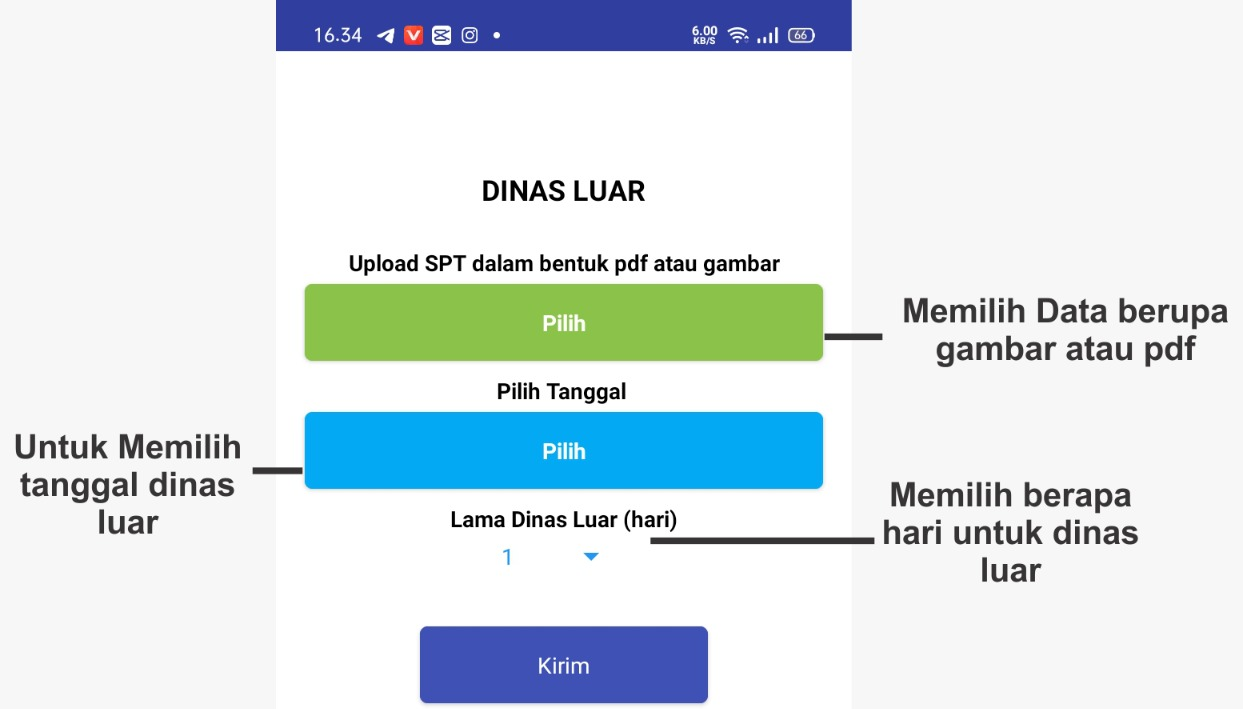 16.34
6.00
KB/S
66
DINAS LUAR
Upload SPT dalam bentuk pdf atau gambar
Pilih
Memilih Data berupa
gambar atau pdf
Pilih Tanggal
Pilih
Untuk Memilih
tanggal dinas
luar
Lama Dinas Luar (hari)
1
Memilih berapa
hari untuk dinas
luar
Kirim